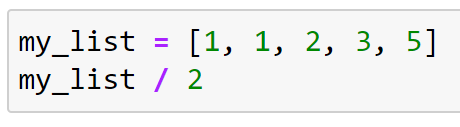 my_list = [1, 1, 2, 3, 5]
my_list / 2